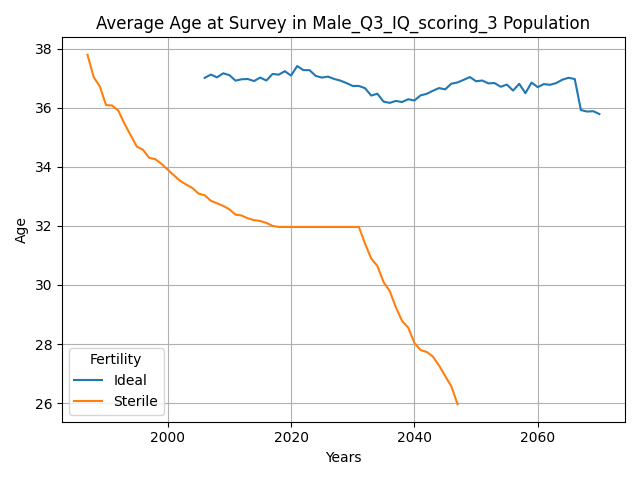 Average Age at Survey in Male_Q3_IQ_scoring_3 Population
38
36
34
32
30
28
26
Age
Fertility
Ideal
Sterile
2000
2020
2040
2060
Years